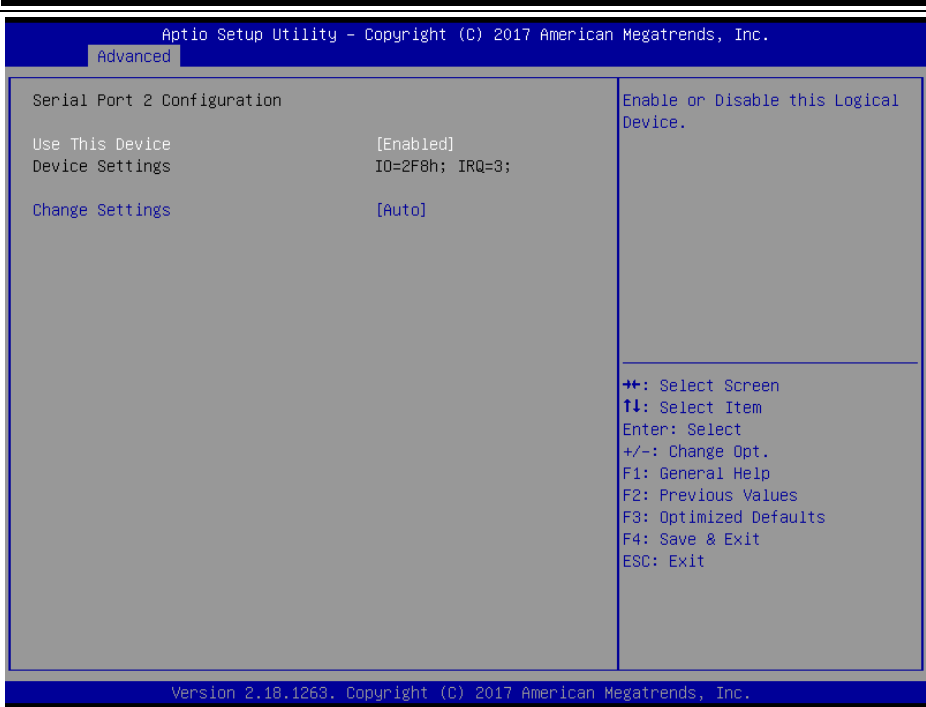 Aptio Setup Utility – Copyright (C) 2017 American Megatrends, Inc.
Advanced
Serial Port 2 Configuration
Use This Device [Enabled]
Device Settings IO=2F8h; IRQ=3;
Change Settings [Auto]
Enable or Disable this Logical
Device.
→←: Select Screen
↑↓: Select Item
Enter: Select
+/-: Change Opt.
F1: General Help
F2: Previous Values
F3: Optimized Defaults
F4: Save & Exit
ESC: Exit
Version 2.18.1263. Copyright (C) 2017 American Megatrends, Inc.